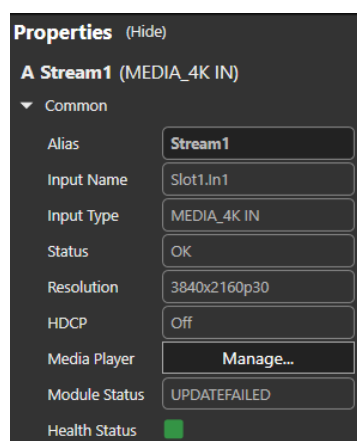 Properties (Hide)
A Stream1 (MEDIA_4K IN)
Common
Alias Stream1
Input Name Slot1.In1
Input Type MEDIA_4K IN
Status OK
Resolution 3840x2160p30
HDCP Off
Media Player Manage...
Module Status UPDATEFAILED
Health Status